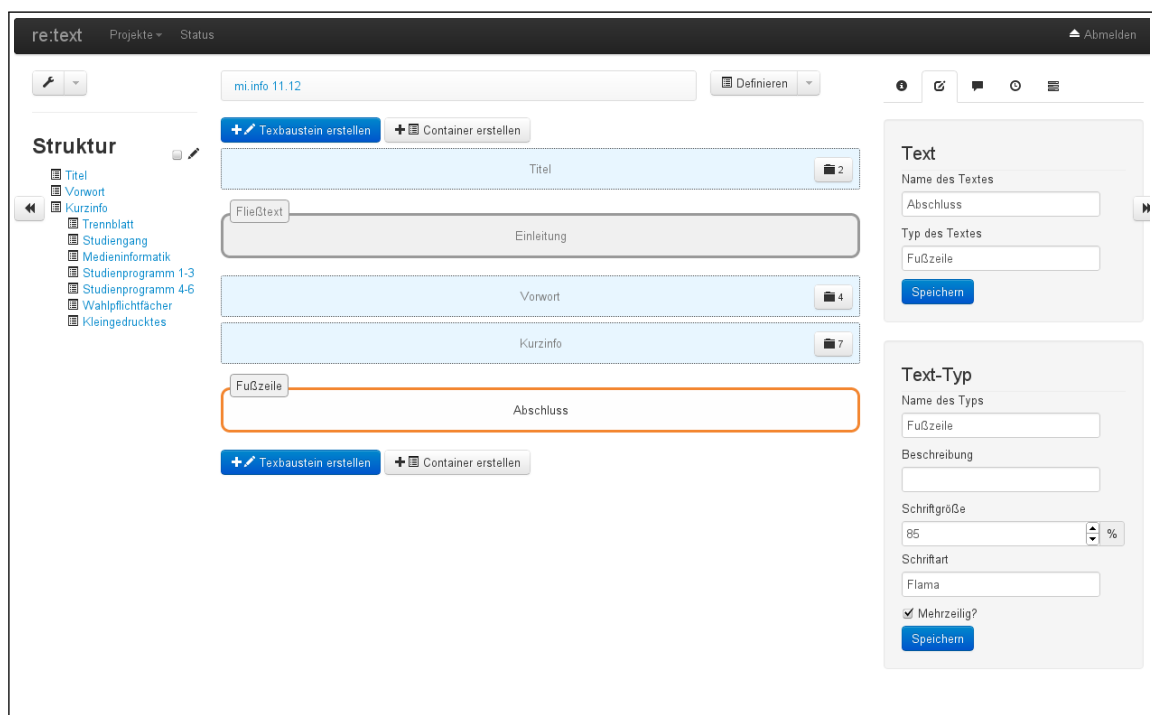 re:text Projekte Status Abmelden
mi.info 11.12 Definieren
Texbaustein erstellen Container erstellen
Struktur
Titel
Vorwort
Kurzinfo
Trennblatt
Studiengang
Medieninformatik
Studienprogramm 1-3
Studienprogramm 4-6
Wahlpflichtfächer
Kleingedrucktes
Titel 2
Fließtext
Einleitung
Vorwort 4
Kurzinfo 7
Fußzeile
Abschluss
Texbaustein erstellen Container erstellen
Text
Name des Textes
Abschluss
Typ des Textes
Fußzeile
Speichern
Text-Typ
Name des Typs
Fußzeile
Beschreibung
Schriftgröße
85 %
Schriftart
Flama
Mehrzeilig?
Speichern